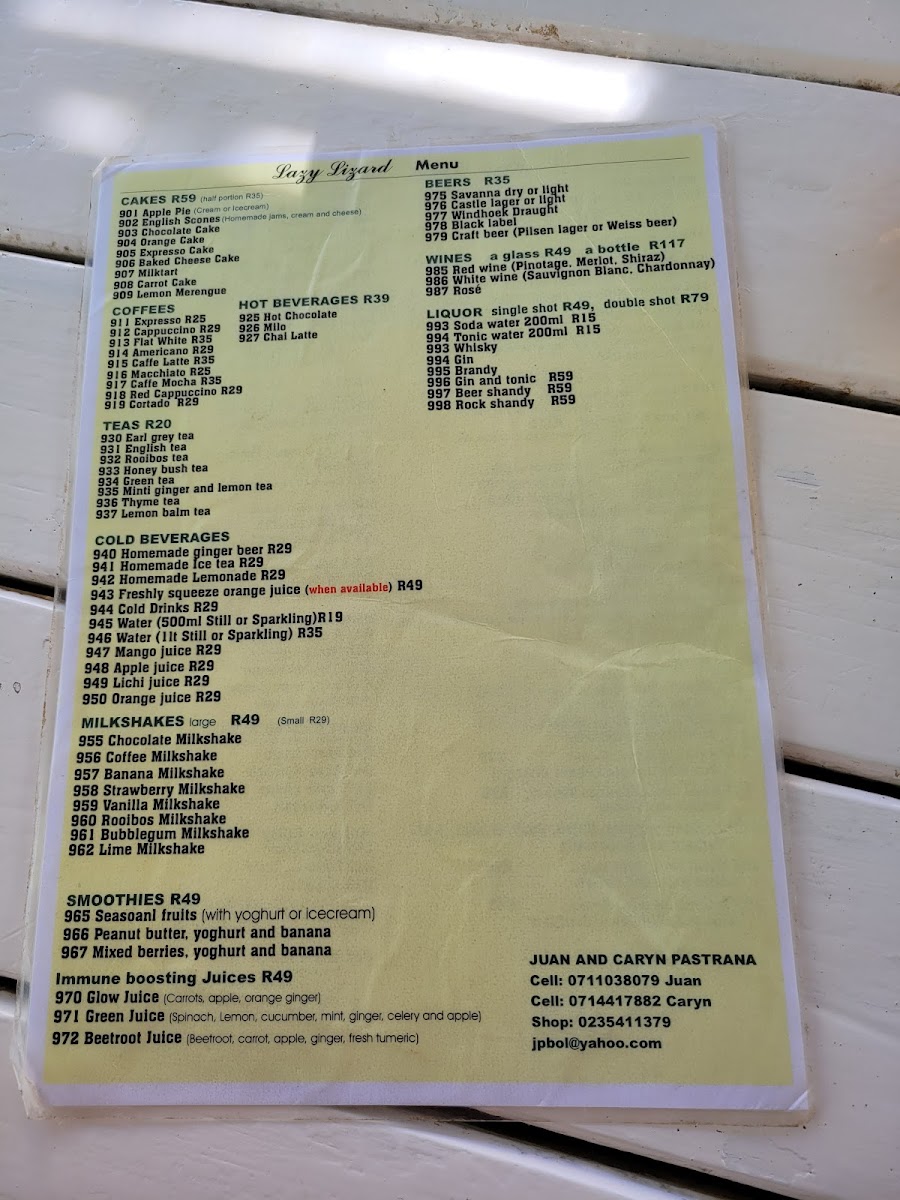 Lazy Lizard Menu
CAKES R59 (half portion R35)
901 Apple Pie (Cream or Icecream)
902 English Scones (Homemade jams, cream and cheese)
903 Chocolate Cake
904 Orange Cake
905 Expresso Cake
906 Baked Cheese Cake
907 Milktart
908 Carrot Cake
909 Lemon Merengue
COFFEES
911 Expresso R25
912 Cappuccino R29
913 Flat White R35
914 Americano R29
915 Caffe Latte R35
916 Macchiato R25
917 Caffe Mocha R35
918 Red Cappuccino R29
919 Cortado R29
HOT BEVERAGES R39
925 Hot Chocolate
926 Milo
927 Chai Latte
TEAS R20
930 Earl grey tea
931 English tea
932 Rooibos tea
933 Honey bush tea
934 Green tea
935 Minti ginger and lemon tea
936 Thyme tea
937 Lemon balm tea
COLD BEVERAGES
940 Homemade ginger beer R29
941 Homemade Ice tea R29
942 Homemade Lemonade R29
943 Freshly squeeze orange juice (when available) R49
944 Cold Drinks R29
945 Water (500ml Still or Sparkling)R19
946 Water (1lt Still or Sparkling) R35
947 Mango juice R29
948 Apple juice R29
949 Lichi juice R29
950 Orange juice R29
MILKSHAKES large R49 (Small R29)
955 Chocolate Milkshake
956 Coffee Milkshake
957 Banana Milkshake
958 Strawberry Milkshake
959 Vanilla Milkshake
960 Rooibos Milkshake
961 Bubblegum Milkshake
962 Lime Milkshake
SMOOTHIES R49
965 Seasoanl fruits (with yoghurt or icecream)
966 Peanut butter, yoghurt and banana
967 Mixed berries, yoghurt and banana
Immune boosting Juices R49
970 Glow Juice (Carrots, apple, orange ginger)
971 Green Juice (Spinach, Lemon, cucumber, mint, ginger, celery and apple)
972 Beetroot Juice (Beetroot, carrot, apple, ginger, fresh tumeric)
BEERS R35
975 Savanna dry or light
976 Castle lager or light
977 Windhoek Draught
978 Black label
979 Craft beer (Pilsen lager or Weiss beer)
WINES a glass R49 a bottle R117
985 Red wine (Pinotage, Merlot, Shiraz)
986 White wine (Sauvignon Blanc, Chardonnay)
987 Rosé
LIQUOR single shot R49, double shot R79
993 Soda water 200ml R15
994 Tonic water 200ml R15
993 Whisky
994 Gin
995 Brandy
996 Gin and tonic R59
997 Beer shandy R59
998 Rock shandy R59
JUAN AND CARYN PASTRANA
Cell: 0711038079 Juan
Cell: 0714417882 Caryn
Shop: 0235411379
jpbol@yahoo.com